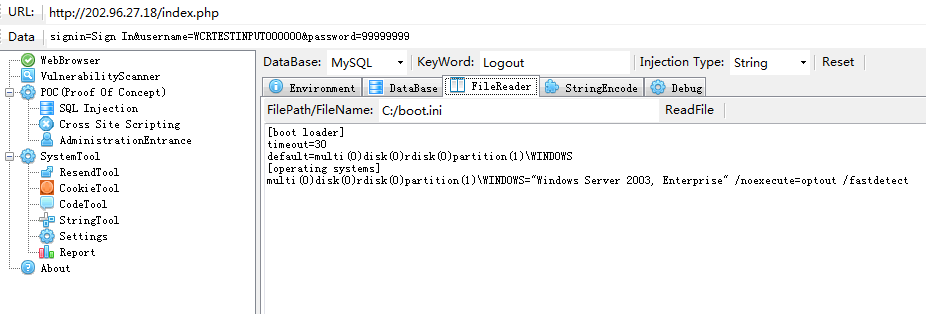 URL: http://202.96.27.18/index.php
Data signin=Sign In&username=WCRTESTINPUT000000&password=99999999
WebBrowser
VulnerabilityScanner
POC(Proof Of Concept)
SQL Injection
Cross Site Scripting
AdministrationEntrance
SystemTool
ResendTool
CookieTool
CodeTool
StringTool
Settings
Report
About
DataBase: MySQL KeyWord: Logout Injection Type: String Reset
Environment DataBase FileReader StringEncode Debug
FilePath/FileName: C:/boot.ini ReadFile
[boot loader]
timeout=30
default=multi(0)disk(0)rdisk(0)partition(1)\WINDOWS
[operating systems]
multi(0)disk(0)rdisk(0)partition(1)\WINDOWS="Windows Server 2003, Enterprise" /noexecute=optout /fastdetect